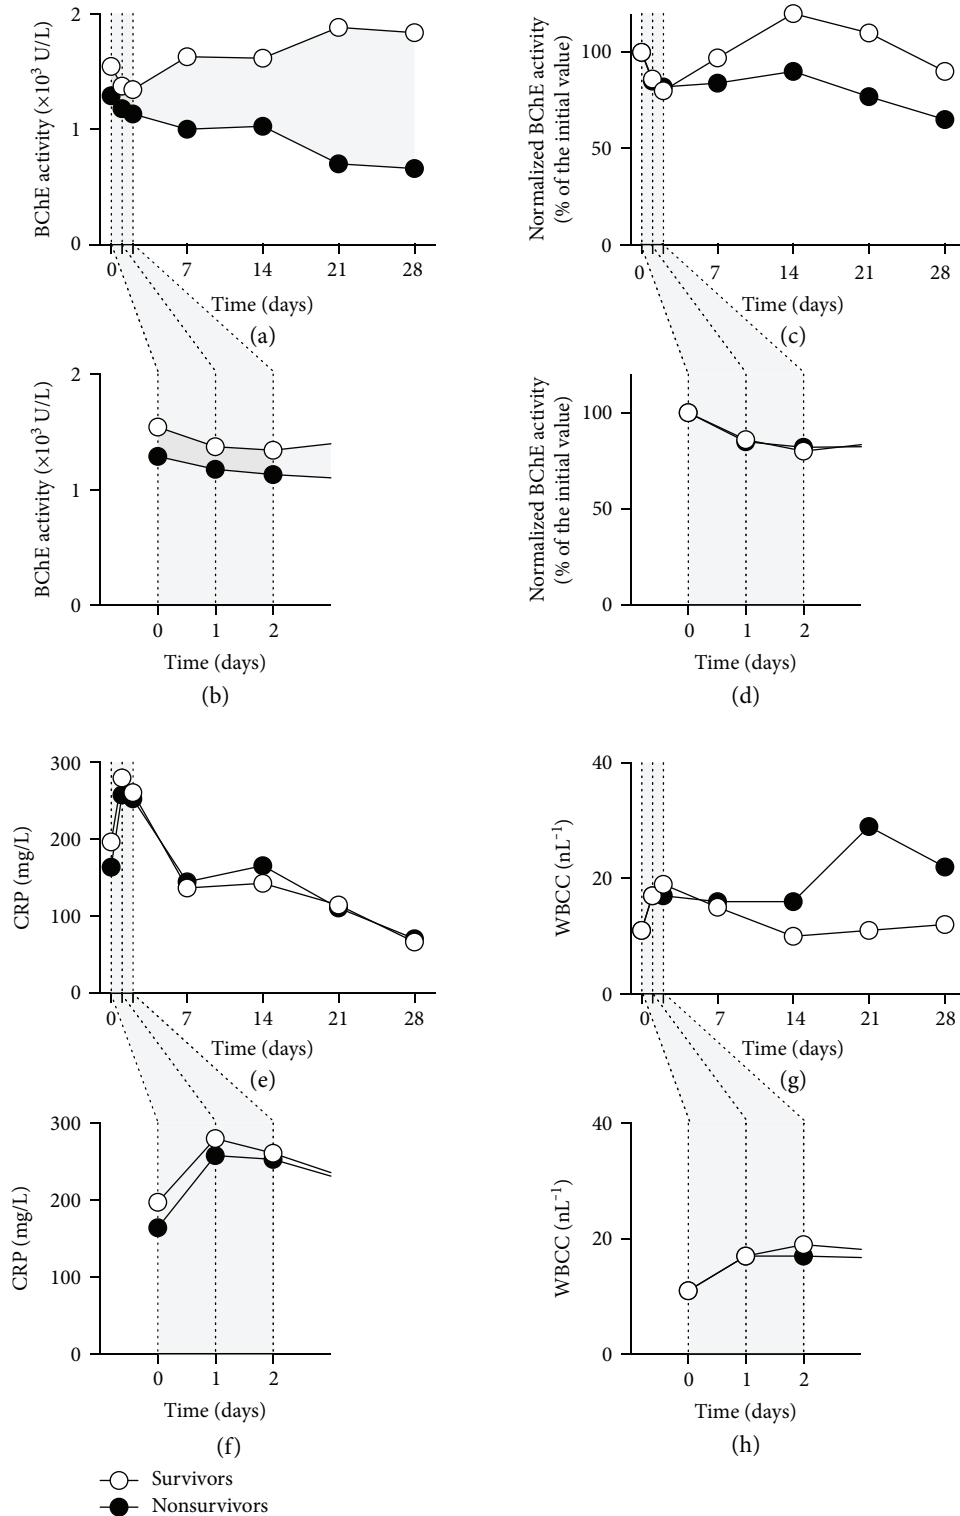 2
1
0
BChE activity (×10³ U/L)
0 7 14 21 28
Time (days)
(a)
100
50
0
Normalized BChE activity
(% of the initial value)
0 7 14 21 28
Time (days)
(c)
2
1
0
BChE activity (×10³ U/L)
0 1 2
Time (days)
(b)
100
50
0
Normalized BChE activity
(% of the initial value)
0 1 2
Time (days)
(d)
300
200
100
0
CRP (mg/L)
0 7 14 21 28
Time (days)
(e)
40
20
0
WBCC (nL⁻¹)
0 7 14 21 28
Time (days)
(g)
300
200
100
0
CRP (mg/L)
0 1 2
Time (days)
(f)
40
20
0
WBCC (nL⁻¹)
0 1 2
Time (days)
(h)
Survivors
Nonsurvivors